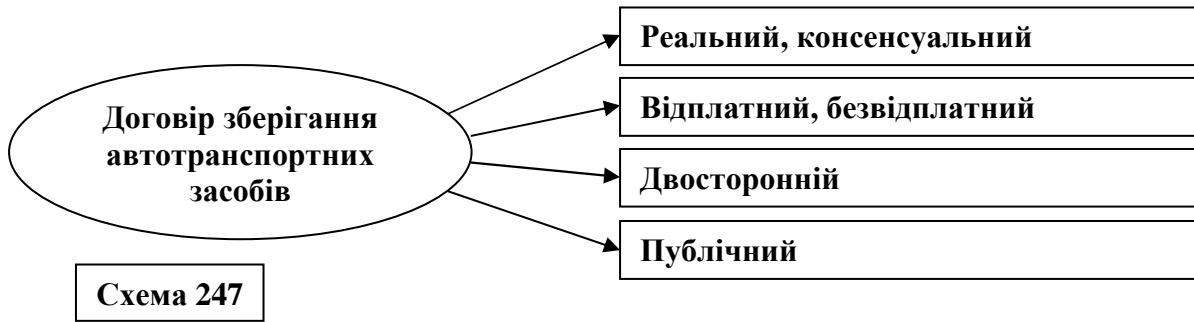 Договір зберігання
автотранспортних
засобів
Реальний, консенсуальний
Відплатний, безвідплатний
Двосторонній
Публічний
Схема 247